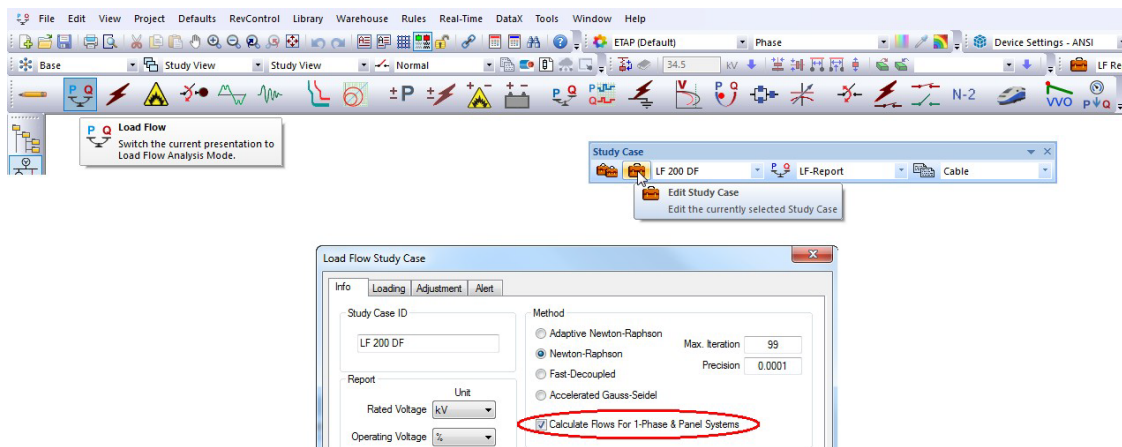 File Edit View Project Defaults RevControl Library Warehouse Rules Real-Time DataX Tools Window Help
ETAP (Default) Phase Device Settings - ANSI
Base Study View Study View Normal 34.5 kV LF Re
P Q ±P P Q N-2 VVO P Q
P Q Load Flow
Switch the current presentation to
Load Flow Analysis Mode.
Study Case
LF 200 DF P Q LF-Report Cable
Edit Study Case
Edit the currently selected Study Case
Load Flow Study Case
Info Loading Adjustment Alert
Study Case ID
LF 200 DF
Method
Adaptive Newton-Raphson
Newton-Raphson
Fast-Decoupled
Accelerated Gauss-Seidel
Max. Iteration 99
Precision 0.0001
Report
Unit
Rated Voltage kV
Operating Voltage %
Calculate Flows For 1-Phase & Panel Systems